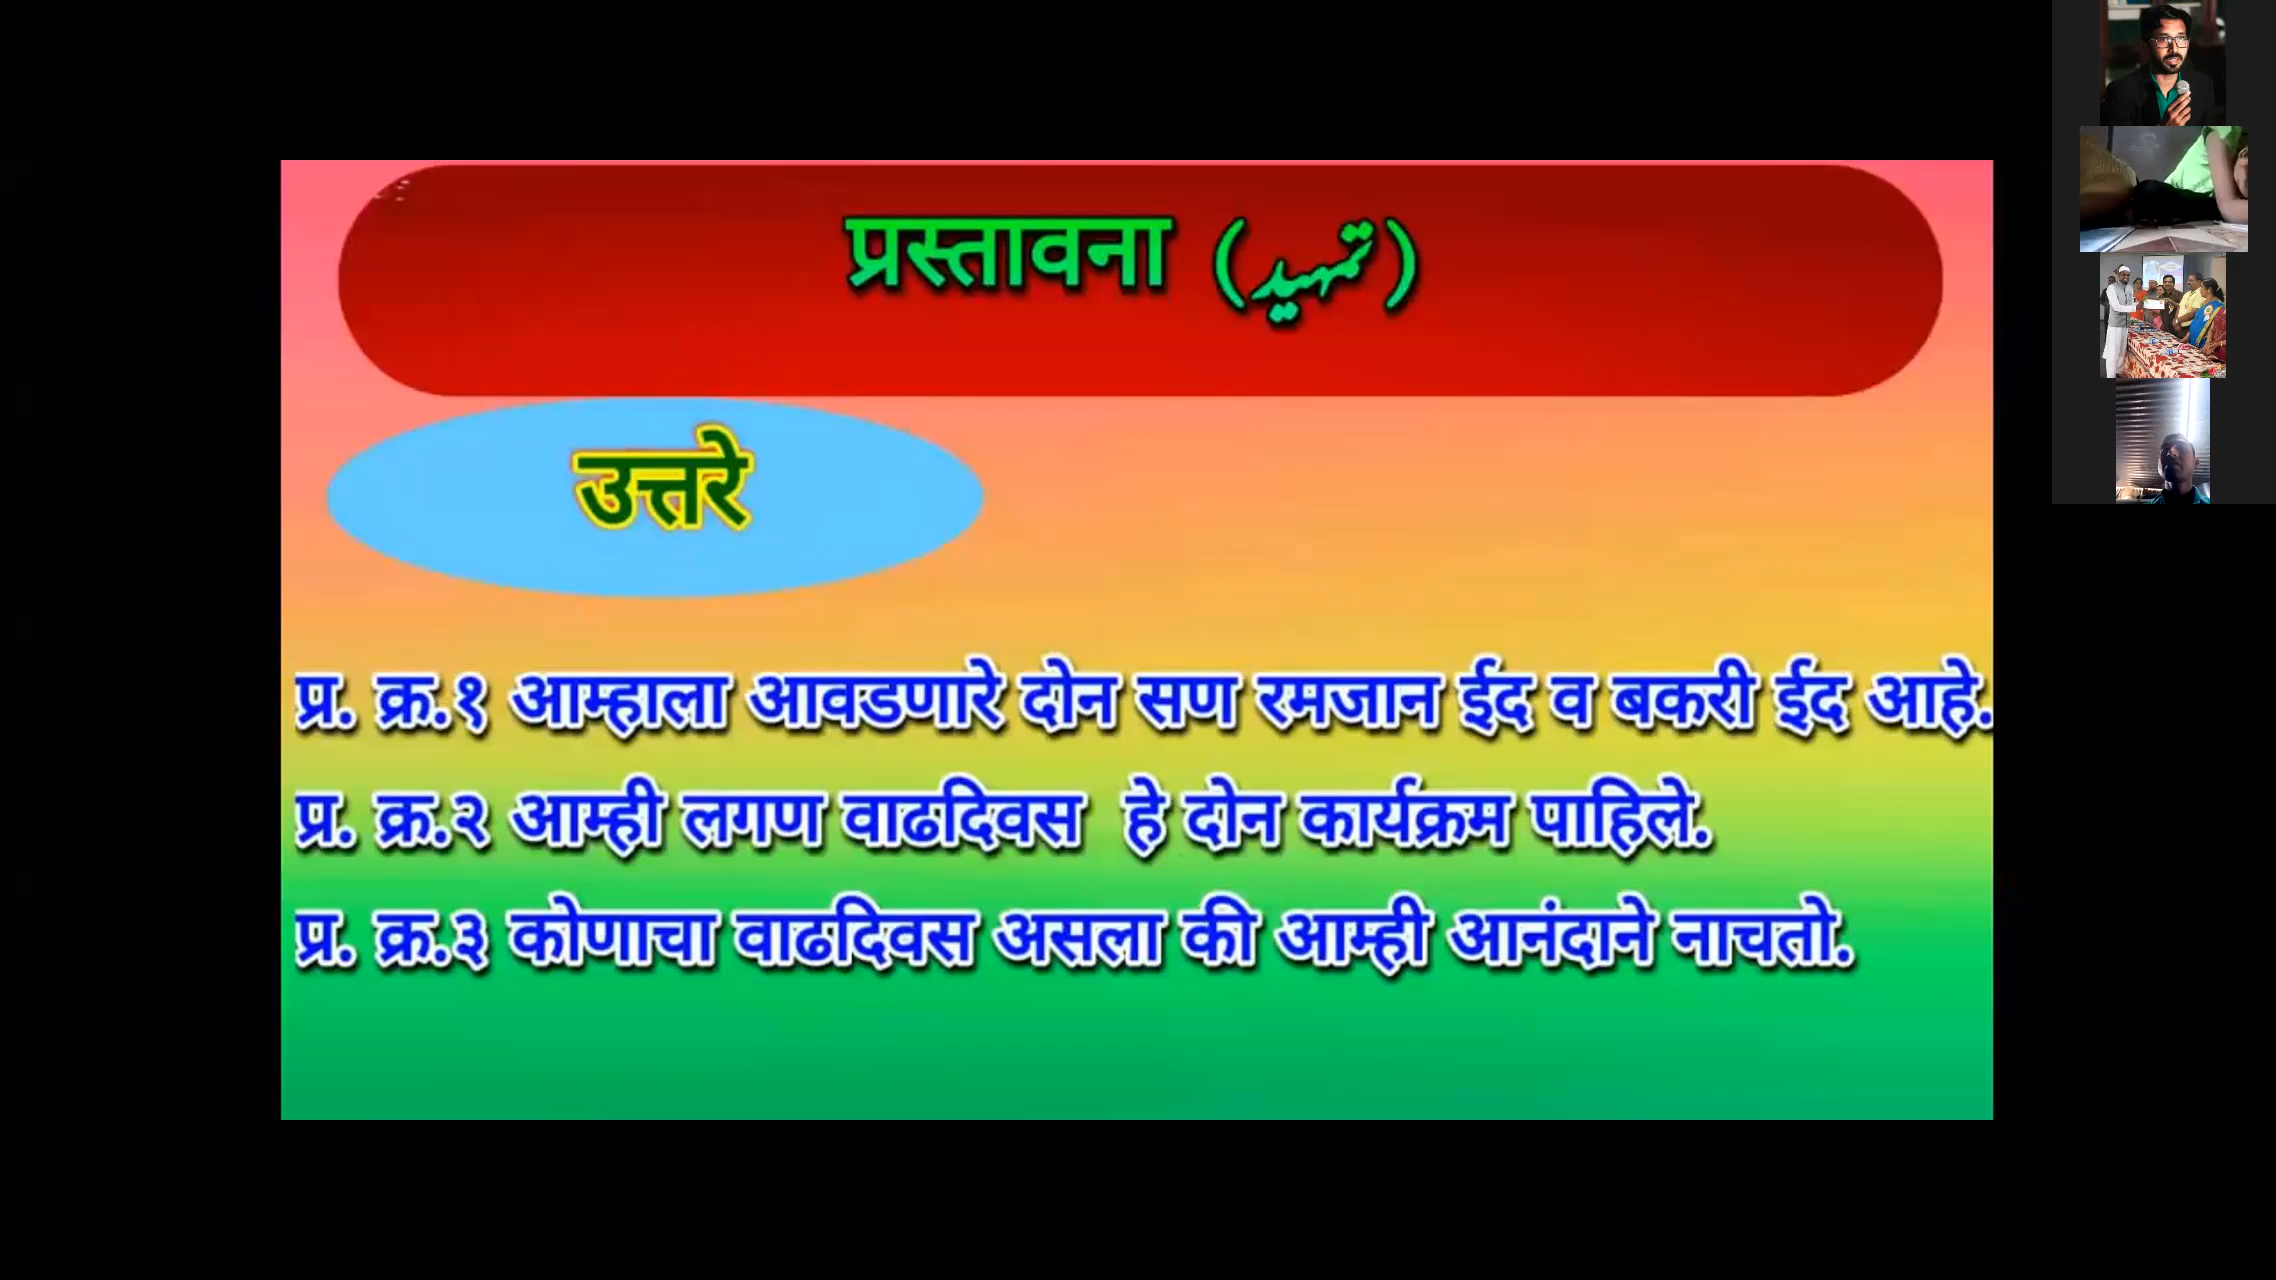 प्रस्तावना (تمہید)
उत्तरे
प्र. क्र.१ आम्हाला आवडणारे दोन सण रमजान ईद व बकरी ईद आहे.
प्र. क्र.२ आम्ही लगण वाढदिवस हे दोन कार्यक्रम पाहिले.
प्र. क्र.३ कोणाचा वाढदिवस असला की आम्ही आनंदाने नाचतो.